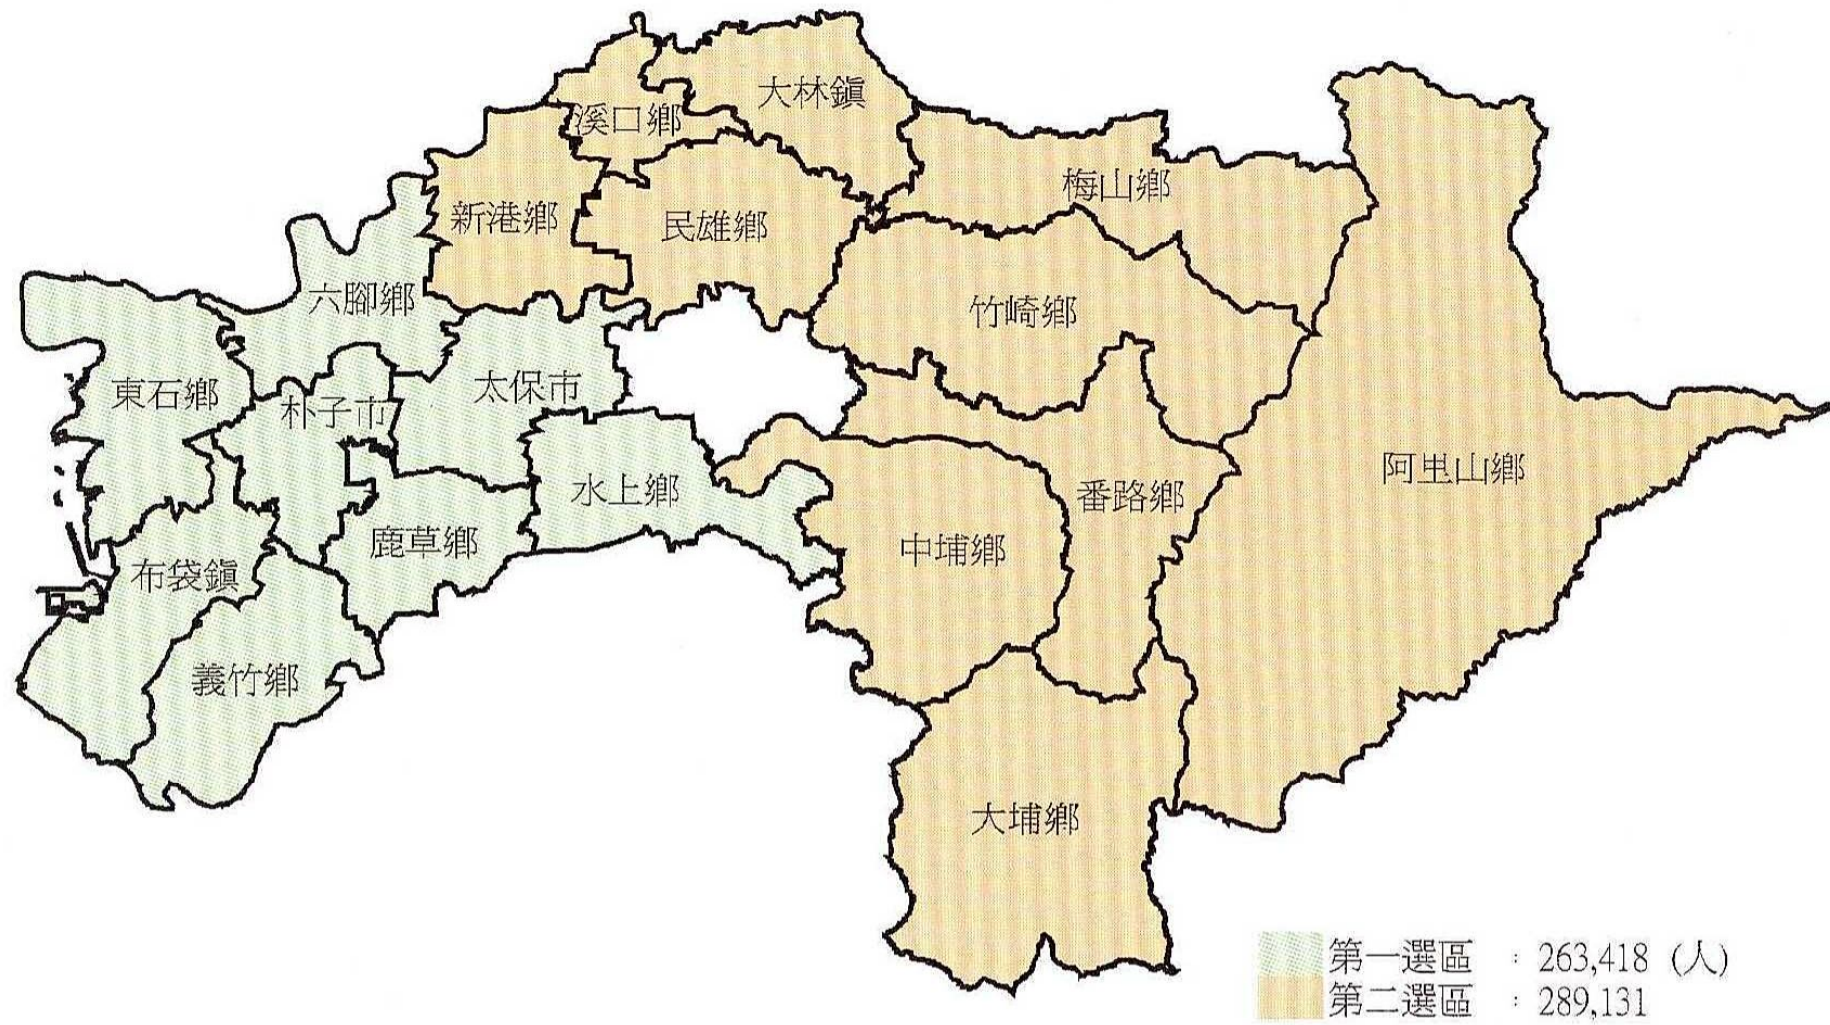 大林鎮
溪口鄉
梅山鄉
新港鄉
民雄鄉
六腳鄉
竹崎鄉
東石鄉
朴子市
太保市
水上鄉
番路鄉
阿里山鄉
鹿草鄉
中埔鄉
布袋鎮
義竹鄉
大埔鄉
第一選區 : 263,418 (人)
第二選區 : 289,131